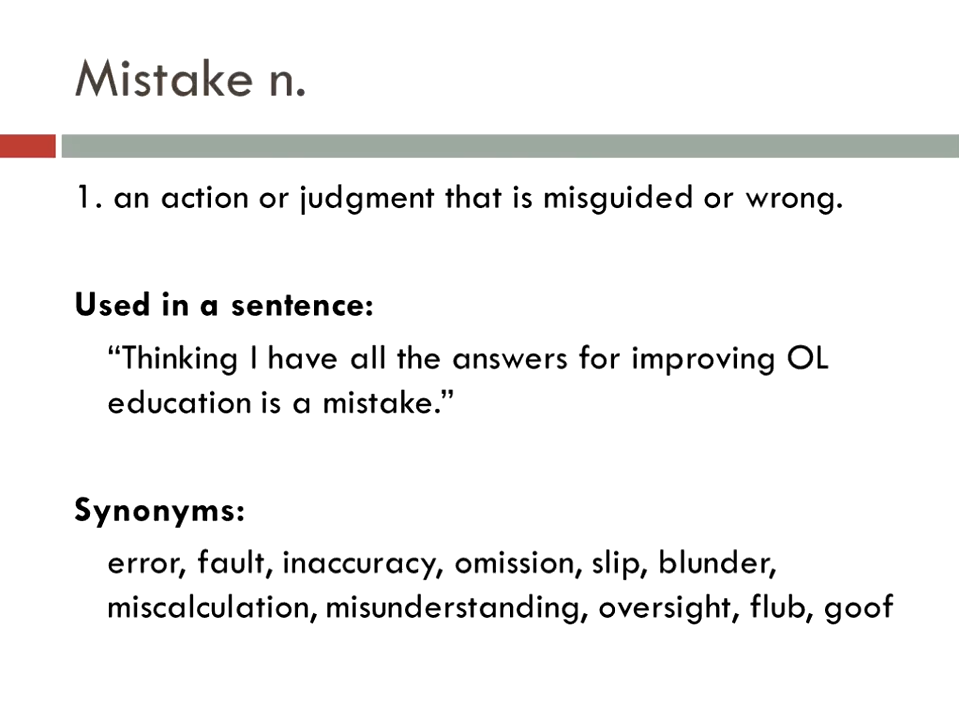 Mistake n.
1. an action or judgment that is misguided or wrong.
Used in a sentence:
“Thinking I have all the answers for improving OL
education is a mistake.”
Synonyms:
error, fault, inaccuracy, omission, slip, blunder,
miscalculation, misunderstanding, oversight, flub, goof